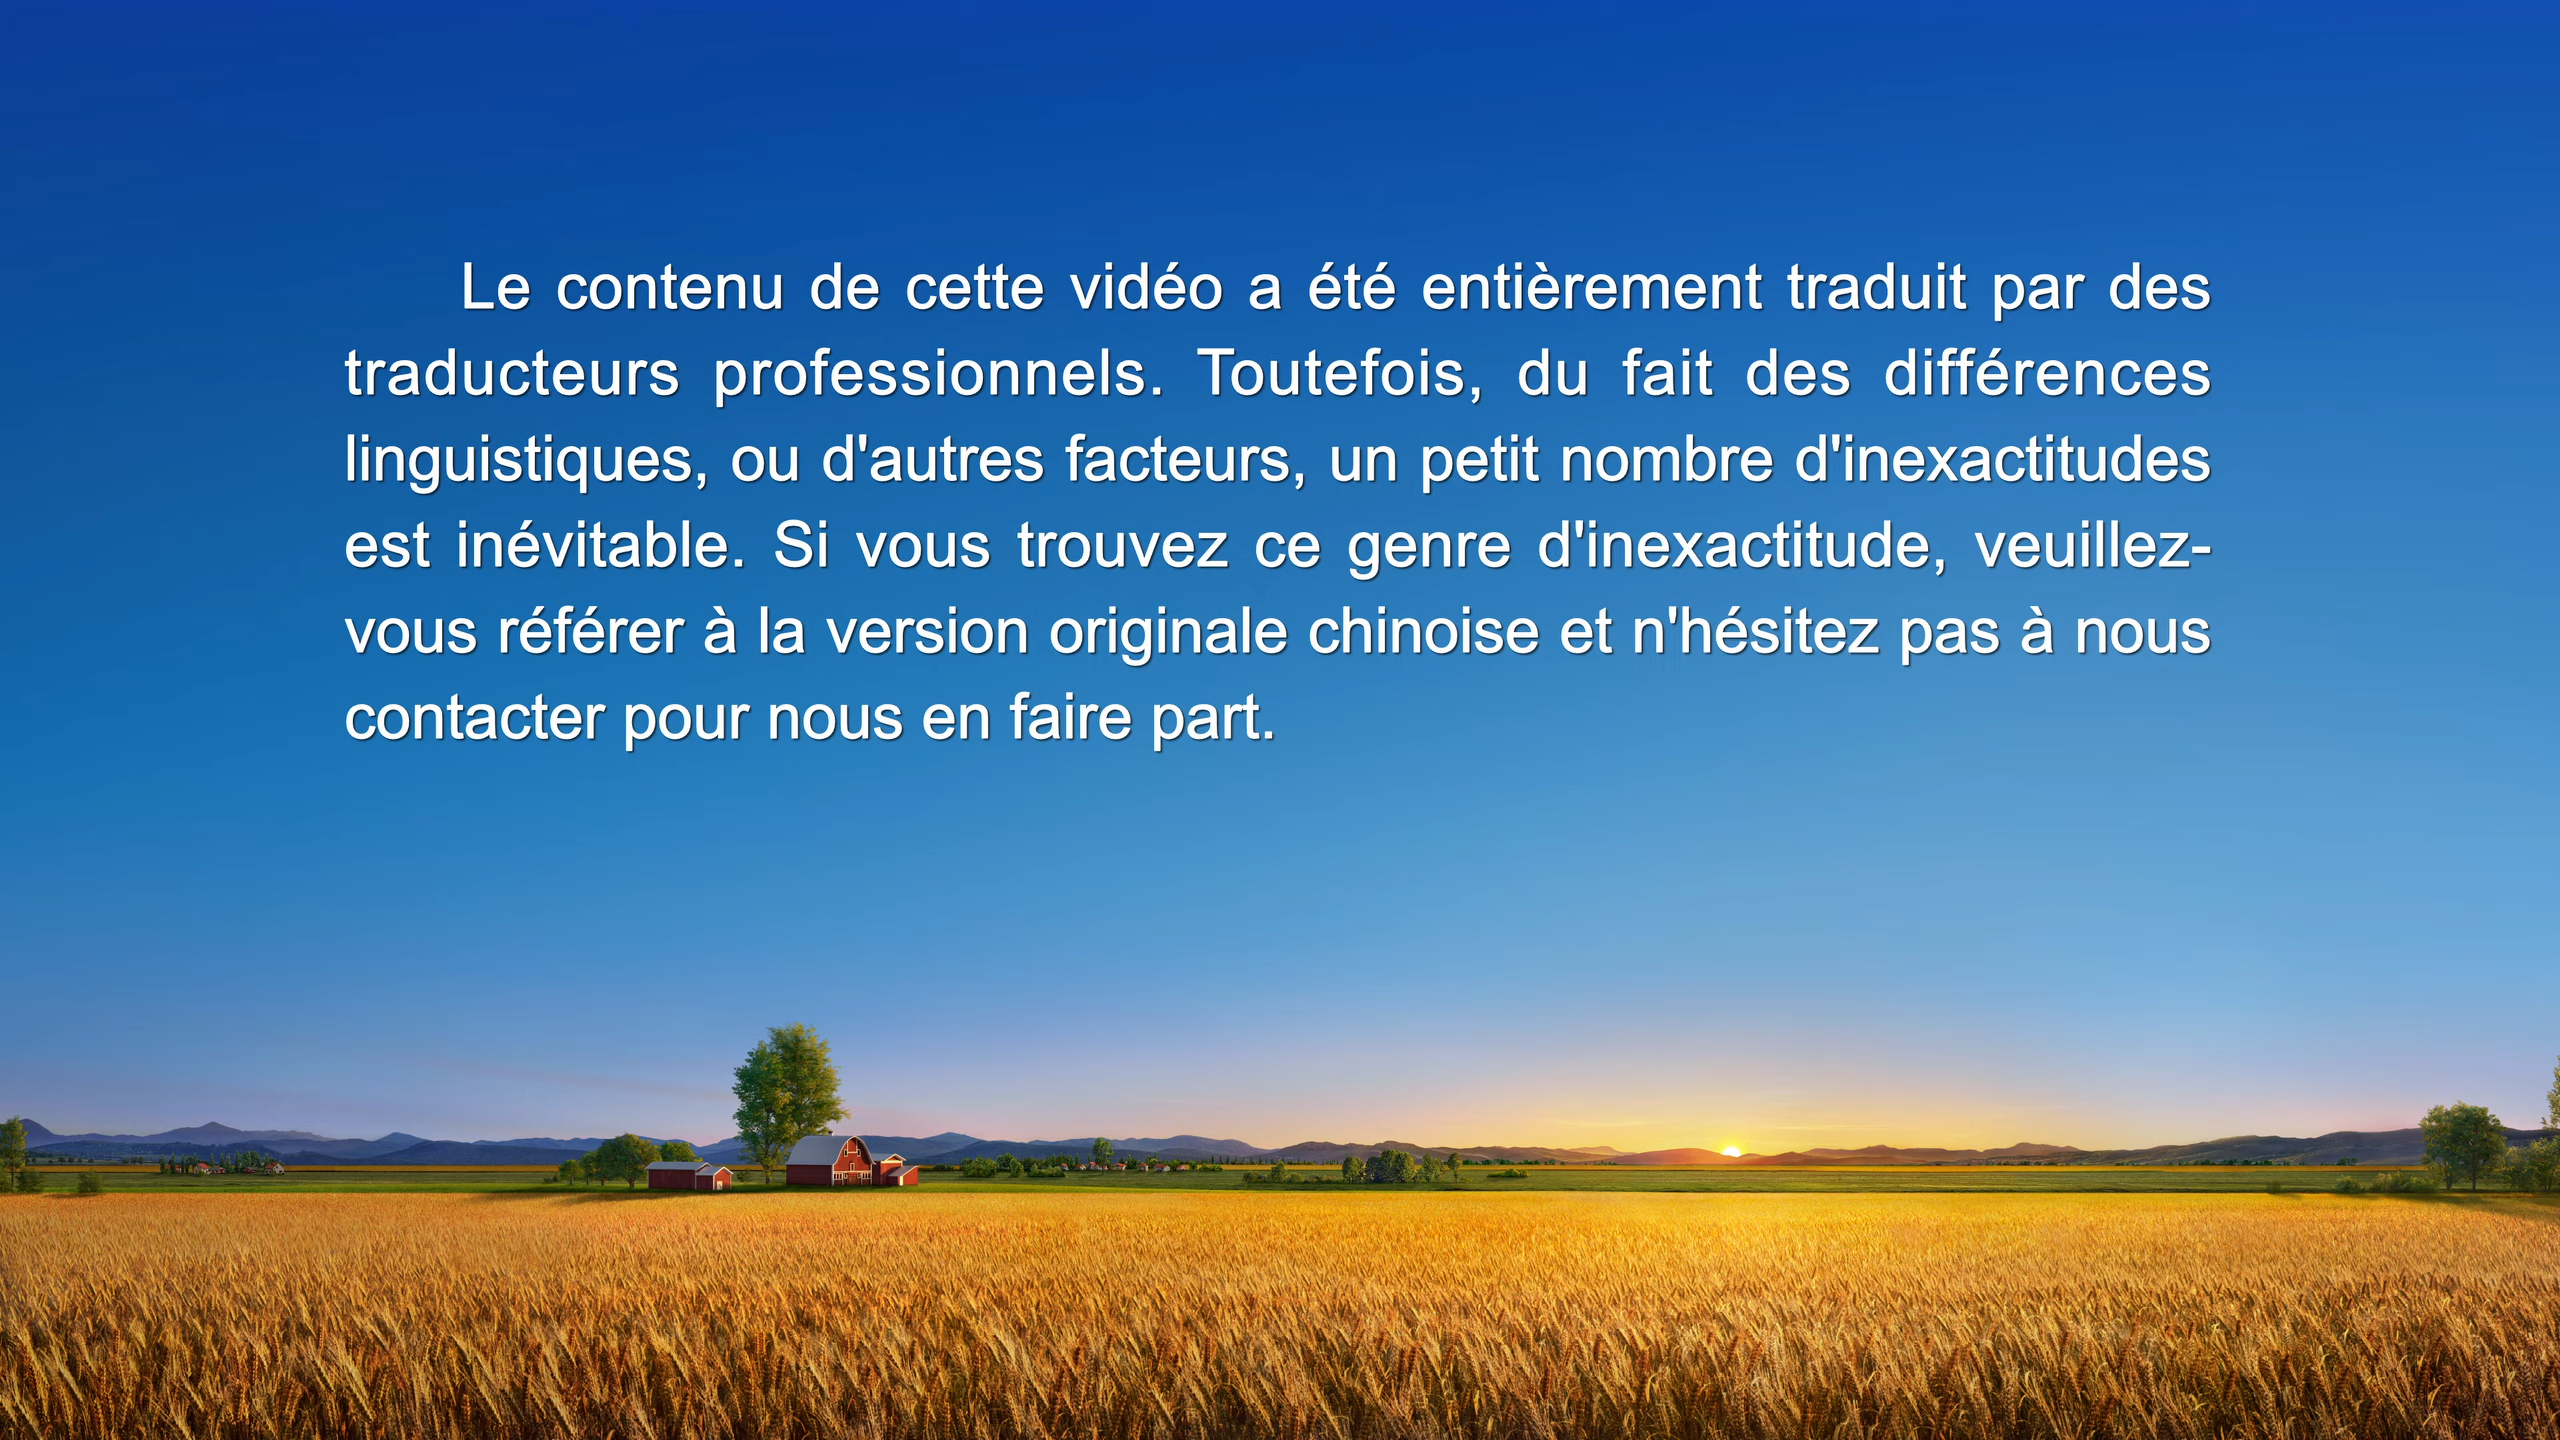 Le contenu de cette vidéo a été entièrement traduit par des
traducteurs professionnels. Toutefois, du fait des différences
linguistiques, ou d'autres facteurs, un petit nombre d'inexactitudes
est inévitable. Si vous trouvez ce genre d'inexactitude, veuillez-
vous référer à la version originale chinoise et n'hésitez pas à nous
contacter pour nous en faire part.